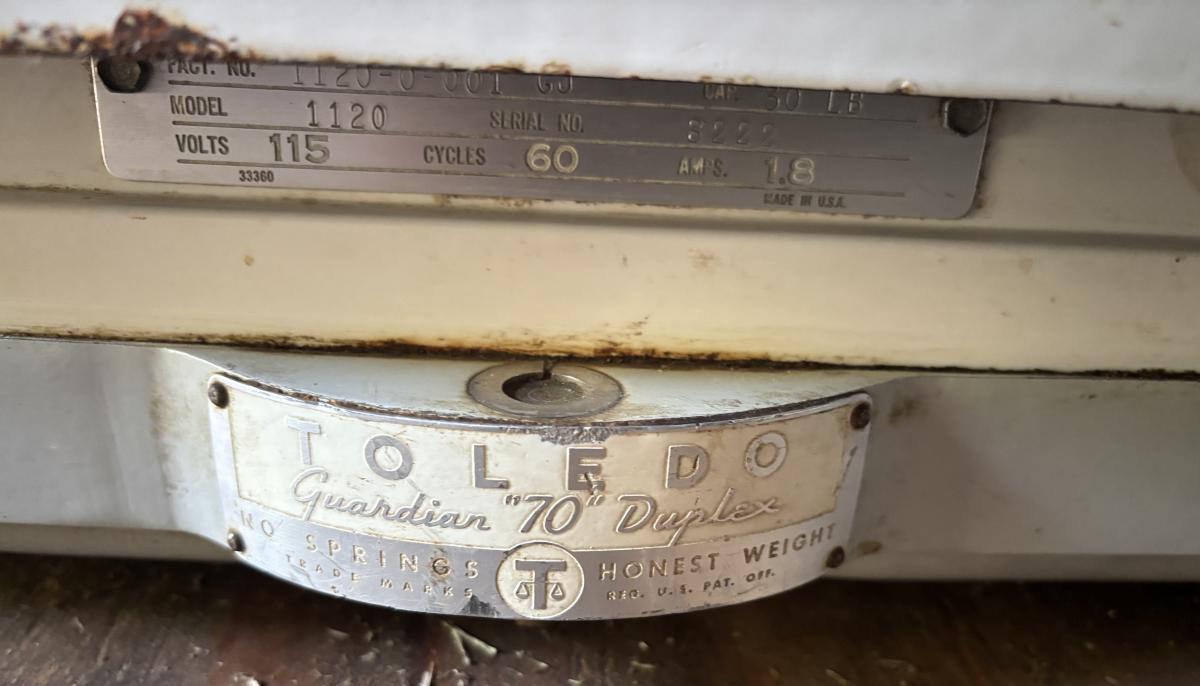 FACT. NO. 1120-0-001 GJ CAP. 30 LB
MODEL 1120 SERIAL NO. 8222
VOLTS 115 CYCLES 60 AMPS. 1.8
33360 MADE IN U.S.A.
TOLEDO
Guardian "70" Duplex
NO SPRINGS T HONEST WEIGHT
TRADE MARKS REG. U.S. PAT. OFF.